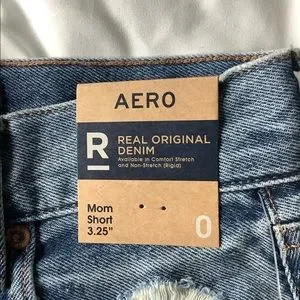 AERO
R
REAL ORIGINAL
DENIM
Available in Comfort Stretch
and Non-Stretch (Rigid)
Mom
Short
3.25"
0